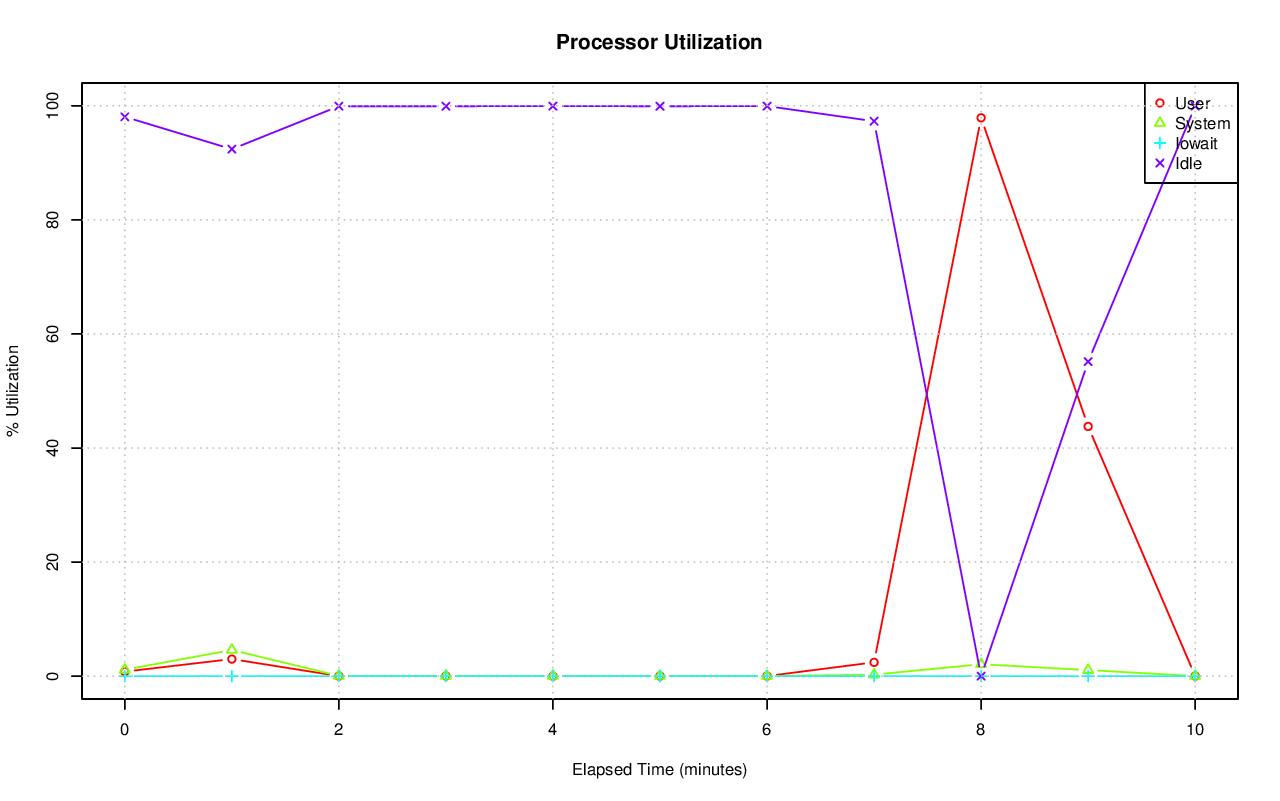 Processor Utilization
% Utilization
100
80
60
40
20
0
User
System
Iowait
Idle
0 2 4 6 8 10
Elapsed Time (minutes)